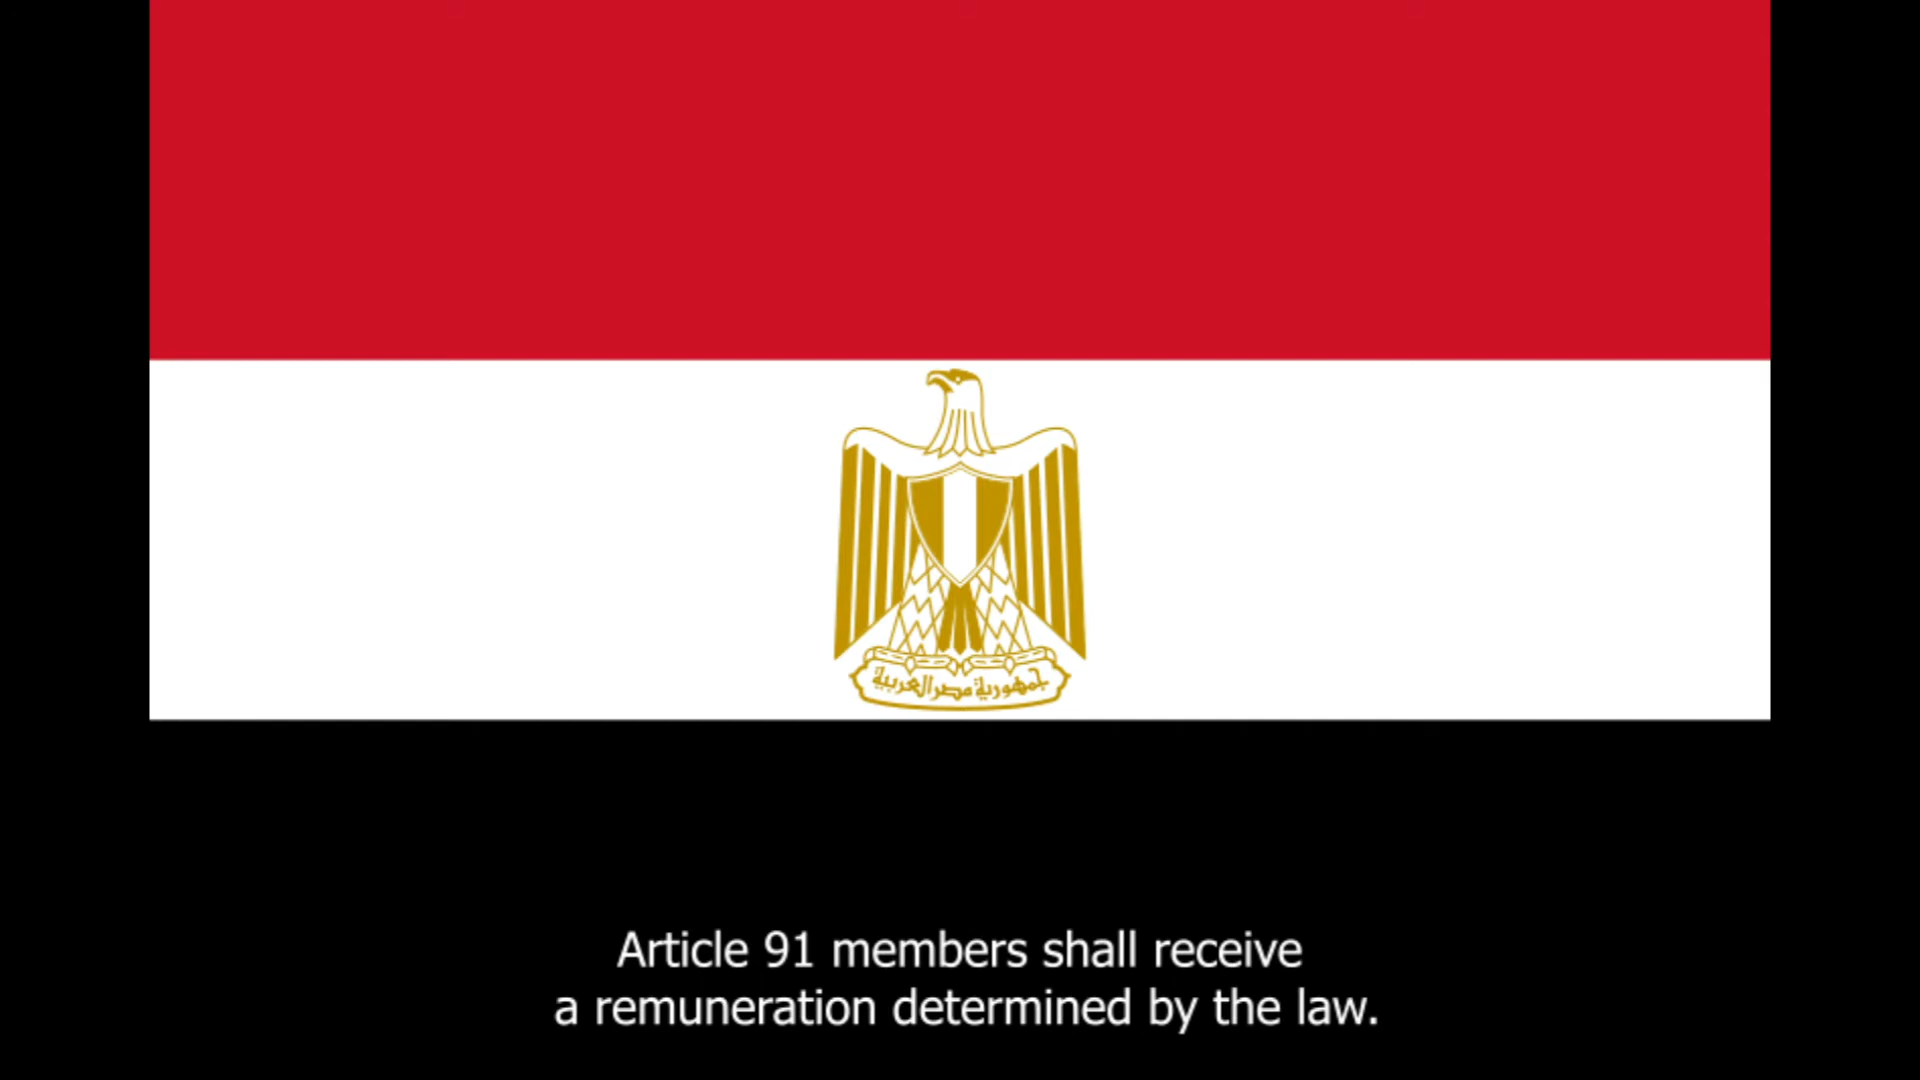 جمهورية مصر العربية
Article 91 members shall receive
a remuneration determined by the law.